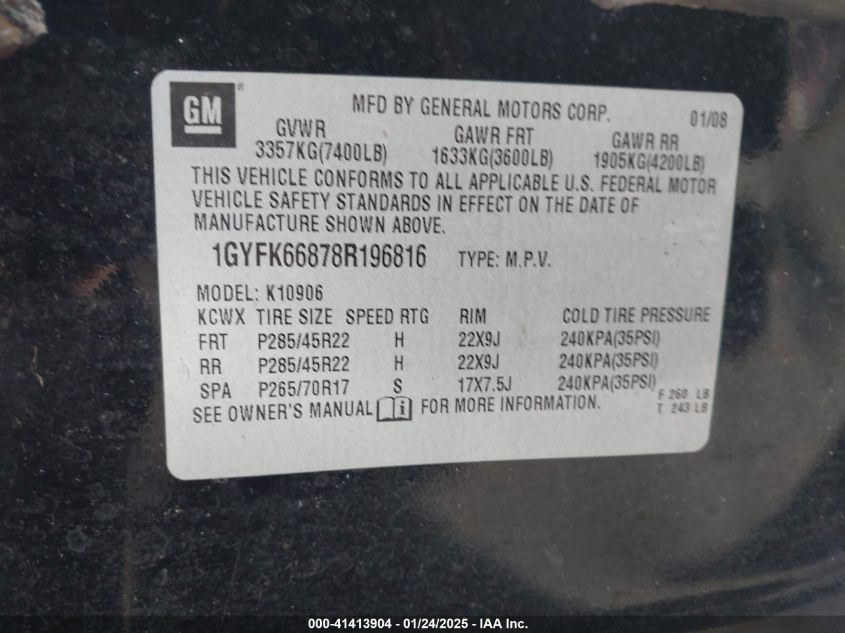 GM ®
MFD BY GENERAL MOTORS CORP. 01/08
GVWR GAWR FRT GAWR RR
3357KG(7400LB) 1633KG(3600LB) 1905KG(4200LB)
THIS VEHICLE CONFORMS TO ALL APPLICABLE U.S. FEDERAL MOTOR
VEHICLE SAFETY STANDARDS IN EFFECT ON THE DATE OF
MANUFACTURE SHOWN ABOVE.
1GYFK66878R196816 TYPE: M.P.V.
MODEL: K10906
KCWX TIRE SIZE SPEED RTG RIM COLD TIRE PRESSURE
FRT P285/45R22 H 22X9J 240KPA(35PSI)
RR P285/45R22 H 22X9J 240KPA(35PSI)
SPA P265/70R17 S 17X7.5J 240KPA(35PSI)
F 260 LB
T 243 LB
SEE OWNER'S MANUAL i FOR MORE INFORMATION.
000-41413904 - 01/24/2025 - IAA Inc.